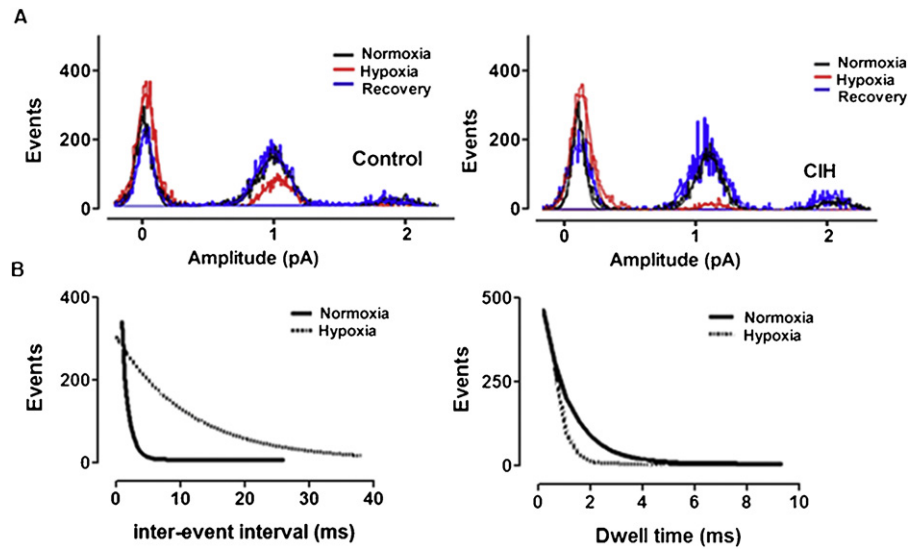 A
Events
400
200
0
Normoxia
Hypoxia
Recovery
Control
0
1
2
Amplitude (pA)
Events
400
200
0
Normoxia
Hypoxia
Recovery
CIH
0
1
2
Amplitude (pA)
B
Events
400
200
0
Normoxia
Hypoxia
0
10
20
30
40
inter-event interval (ms)
Events
500
250
0
Normoxia
Hypoxia
0
2
4
6
8
10
Dwell time (ms)